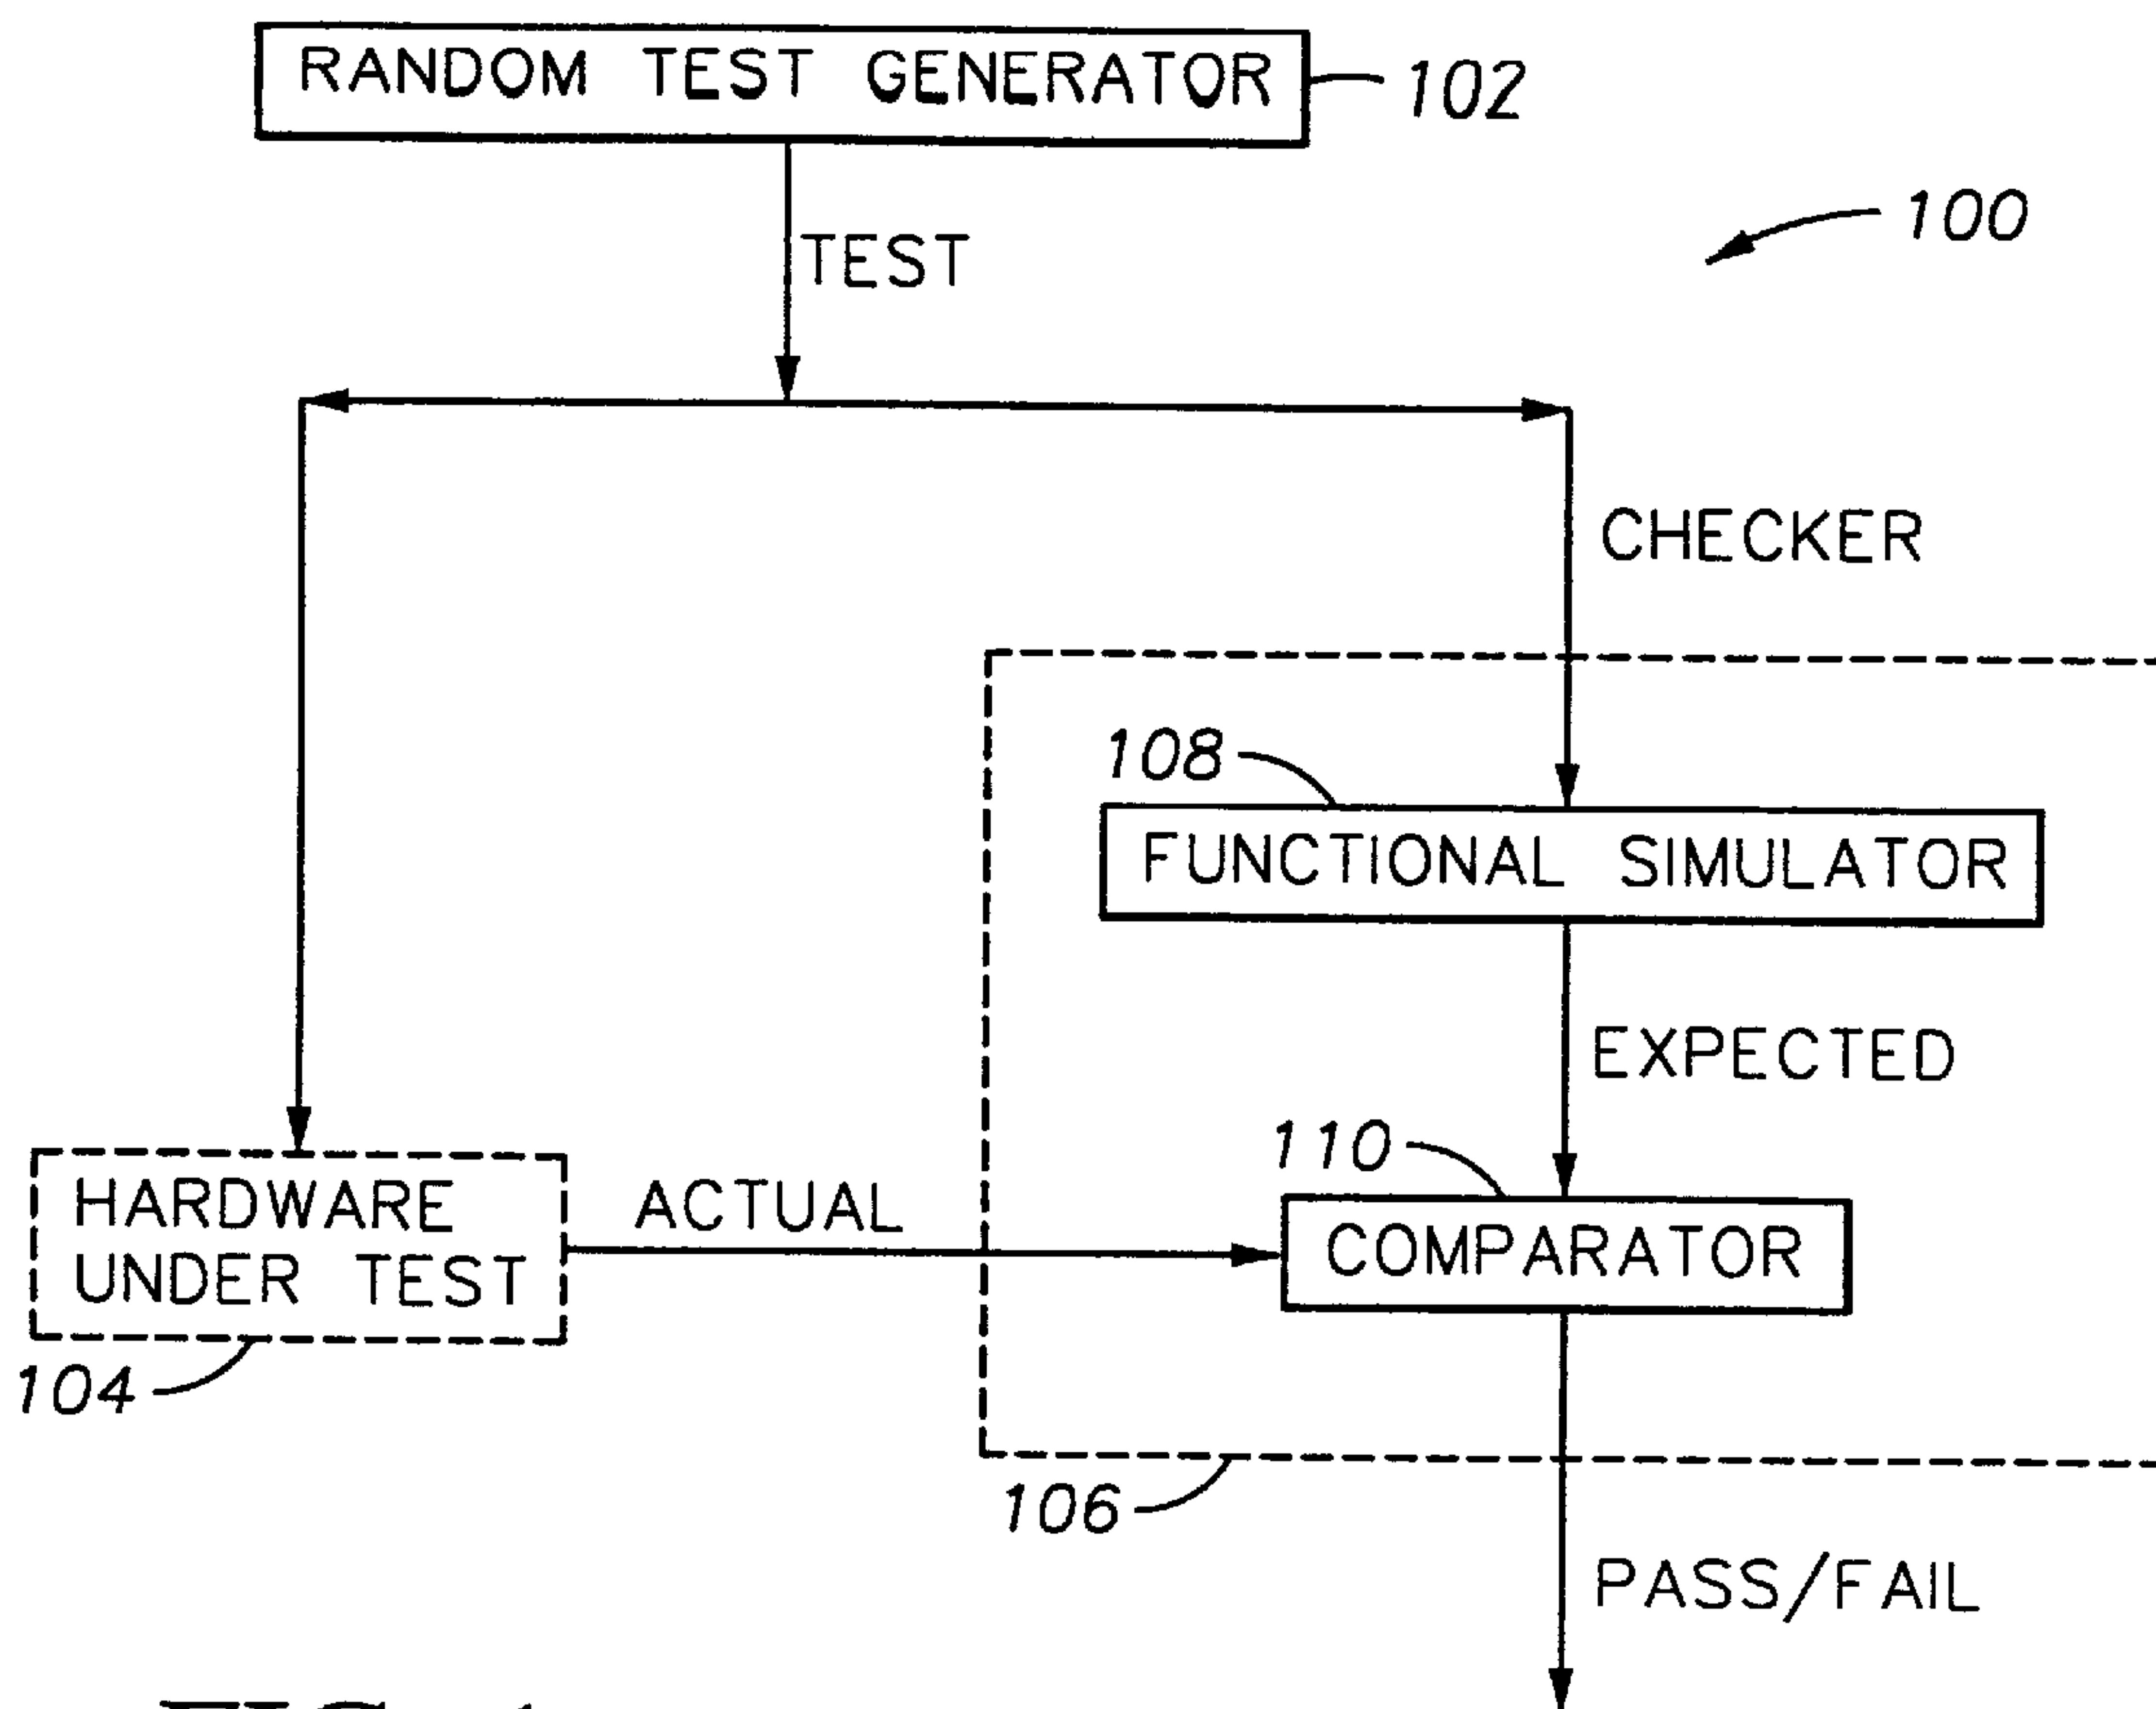 RANDOM TEST GENERATOR
102
100
TEST
CHECKER
108
FUNCTIONAL SIMULATOR
EXPECTED
110
HARDWARE
UNDER TEST
ACTUAL
COMPARATOR
104
106
PASS/FAIL